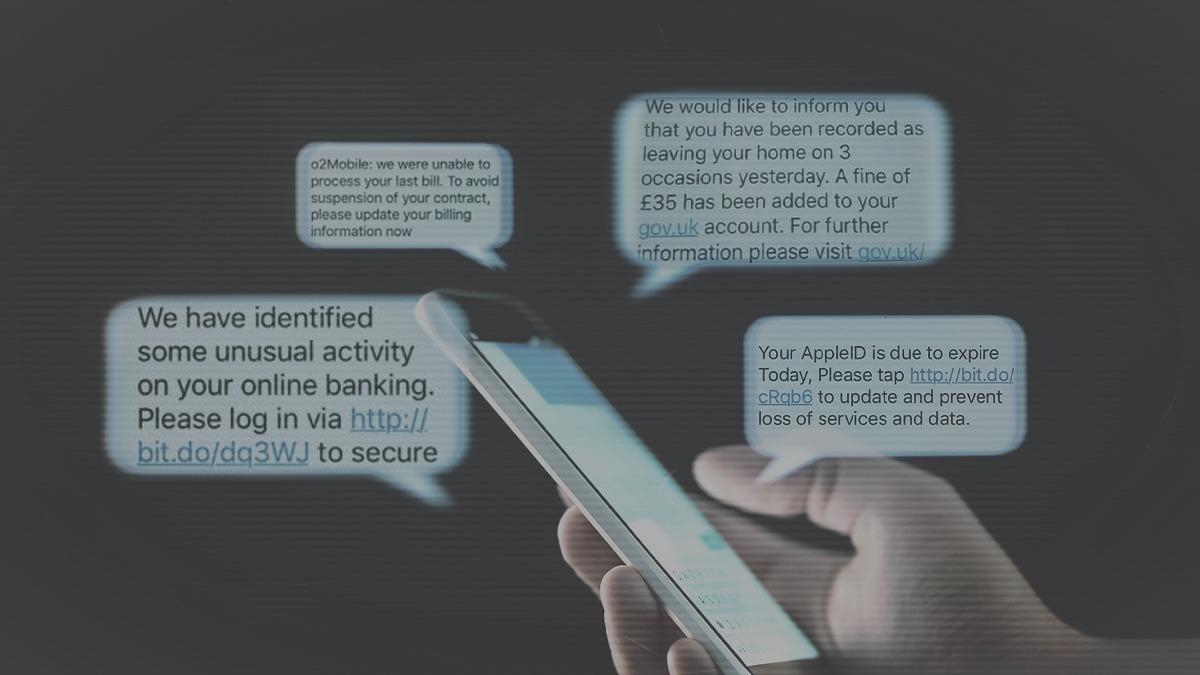 o2Mobile: we were unable to
process your last bill. To avoid
suspension of your contract,
please update your billing
information now
We would like to inform you
that you have been recorded as
leaving your home on 3
occasions yesterday. A fine of
£35 has been added to your
gov.uk account. For further
information please visit gov.uk/
We have identified
some unusual activity
on your online banking.
Please log in via http://
bit.do/dq3WJ to secure
Your AppleID is due to expire
Today, Please tap http://bit.do/
cRqb6 to update and prevent
loss of services and data.